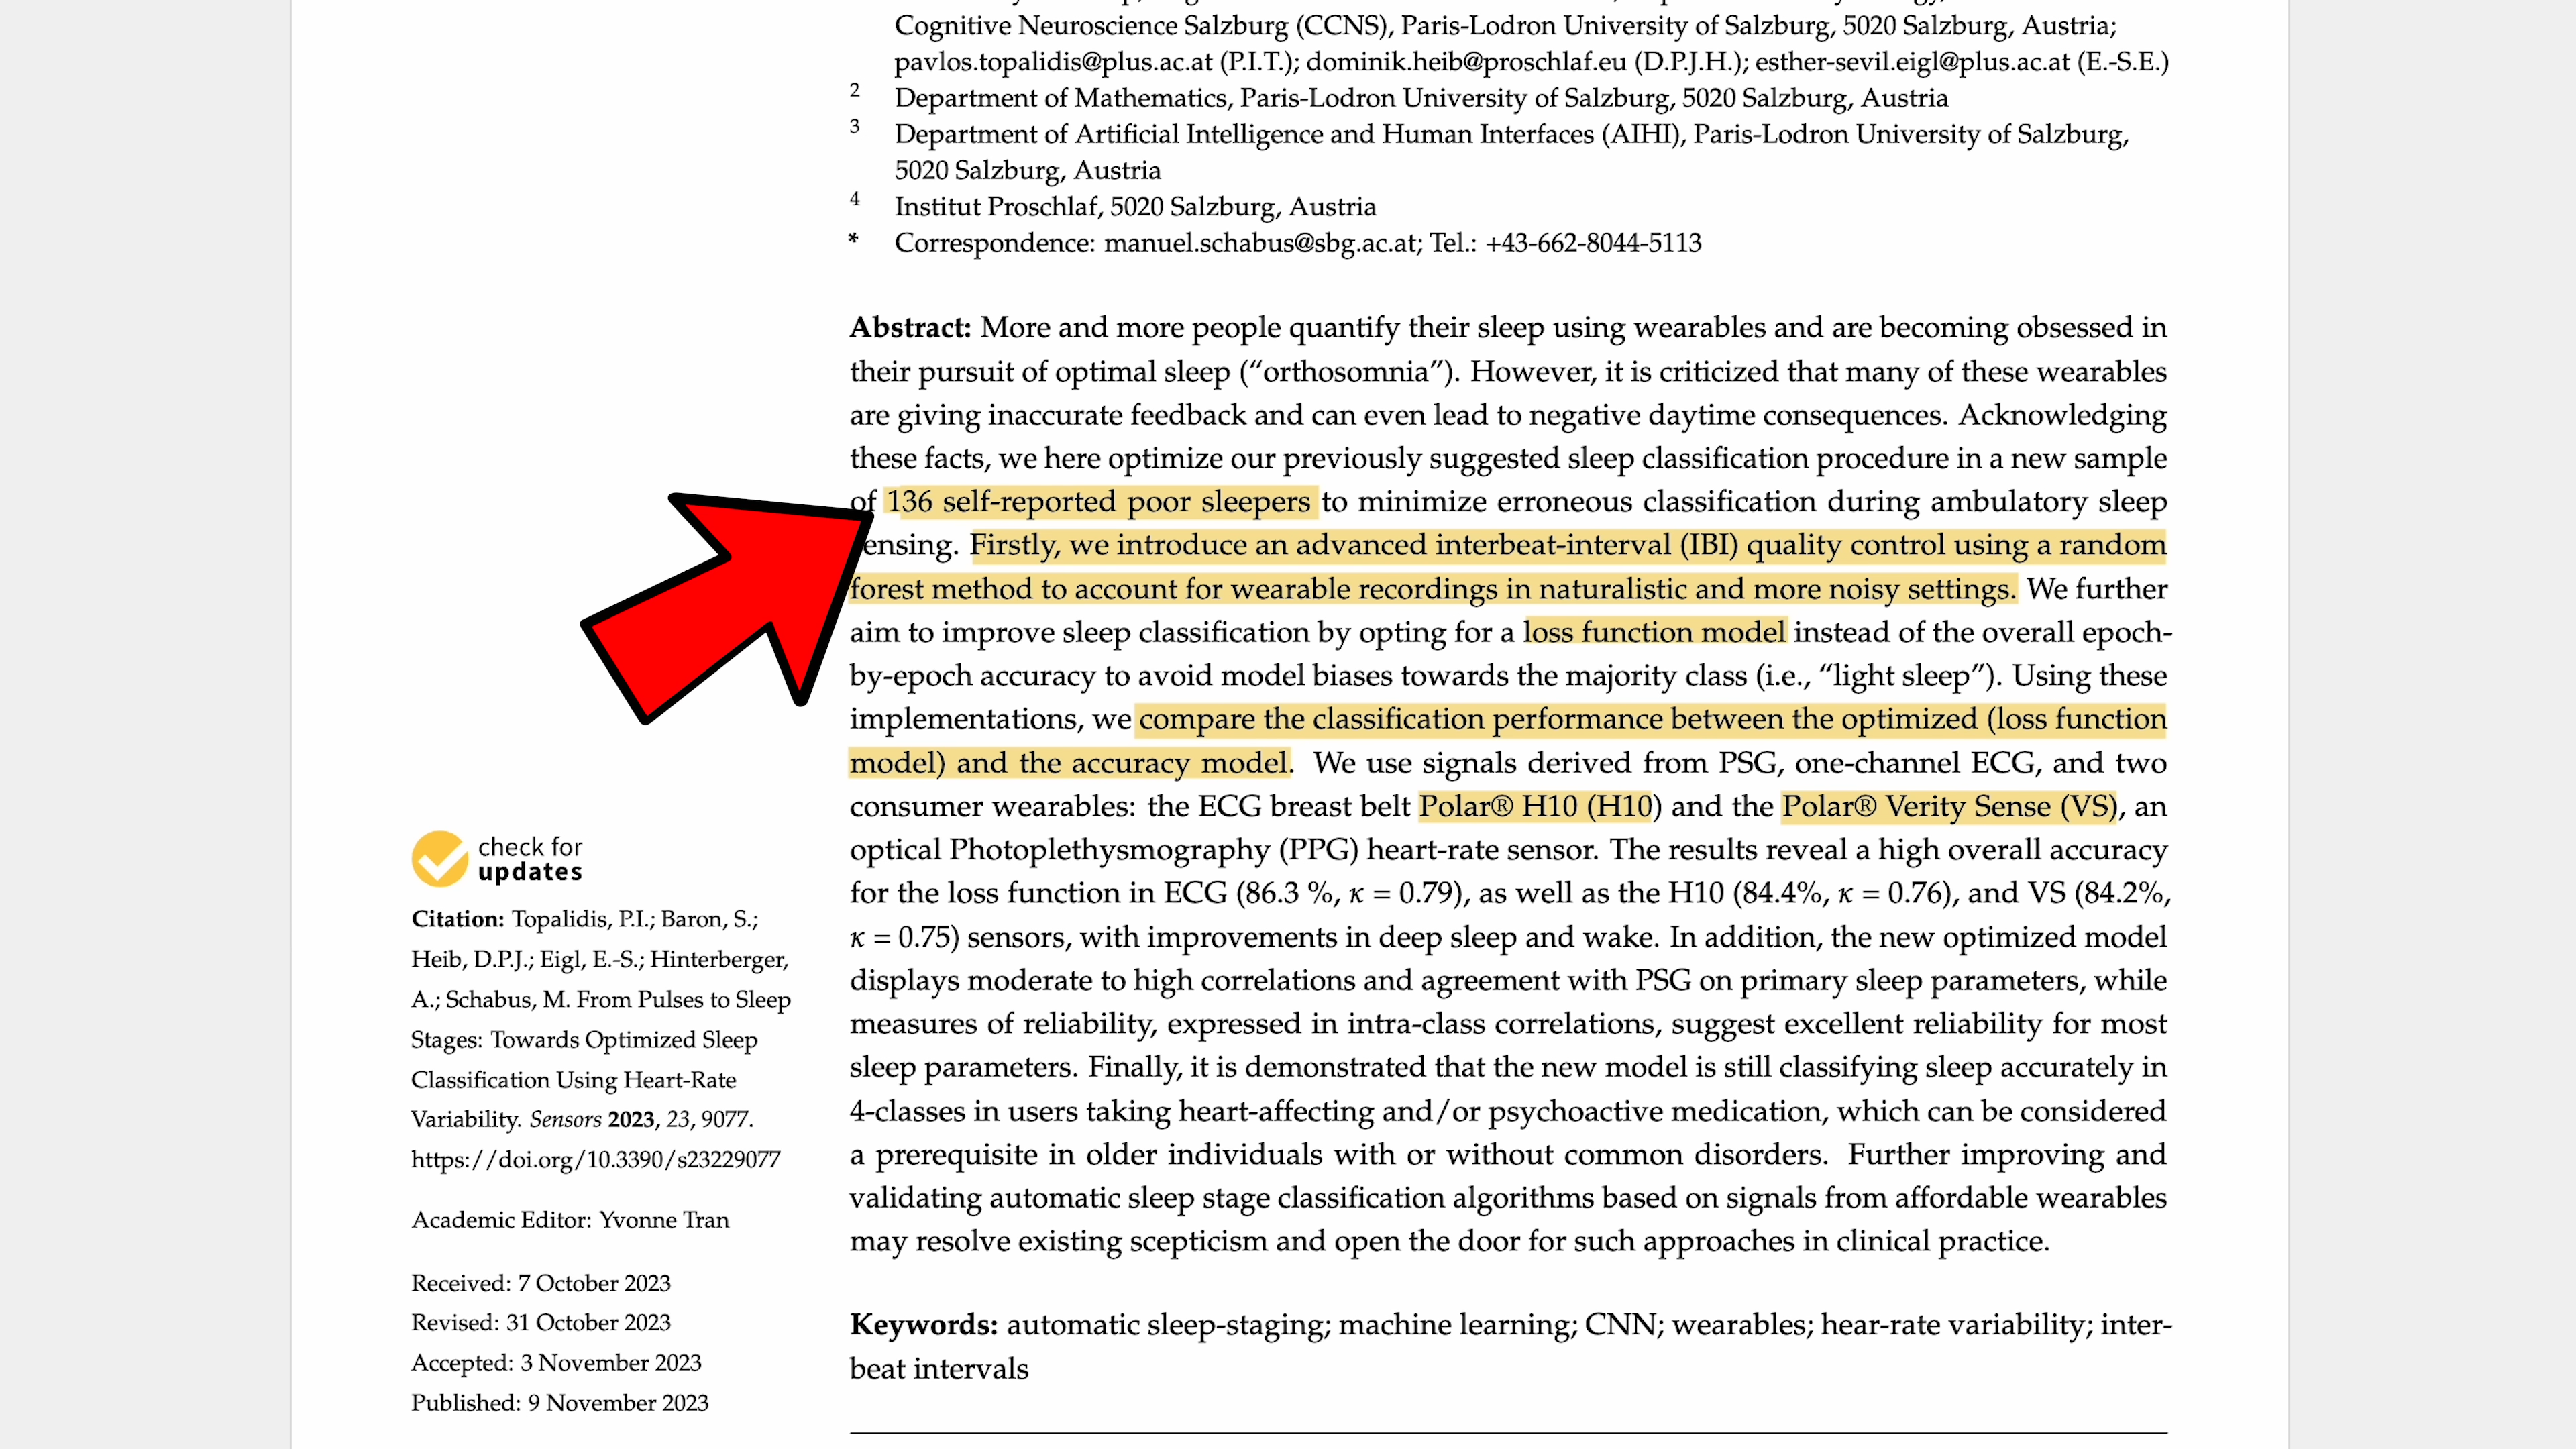 Cognitive Neuroscience Salzburg (CCNS), Paris-Lodron University of Salzburg, 5020 Salzburg, Austria;
pavlos.topalidis@plus.ac.at (P.I.T.); dominik.heib@proschlaf.eu (D.P.J.H.); esther-sevil.eigl@plus.ac.at (E.-S.E.)
2 Department of Mathematics, Paris-Lodron University of Salzburg, 5020 Salzburg, Austria
3 Department of Artificial Intelligence and Human Interfaces (AIHI), Paris-Lodron University of Salzburg,
5020 Salzburg, Austria
4 Institut Proschlaf, 5020 Salzburg, Austria
* Correspondence: manuel.schabus@sbg.ac.at; Tel.: +43-662-8044-5113
Abstract: More and more people quantify their sleep using wearables and are becoming obsessed in
their pursuit of optimal sleep (“orthosomnia”). However, it is criticized that many of these wearables
are giving inaccurate feedback and can even lead to negative daytime consequences. Acknowledging
these facts, we here optimize our previously suggested sleep classification procedure in a new sample
of 136 self-reported poor sleepers to minimize erroneous classification during ambulatory sleep
ensing. Firstly, we introduce an advanced interbeat-interval (IBI) quality control using a random
forest method to account for wearable recordings in naturalistic and more noisy settings. We further
aim to improve sleep classification by opting for a loss function model instead of the overall epoch-
by-epoch accuracy to avoid model biases towards the majority class (i.e., “light sleep”). Using these
implementations, we compare the classification performance between the optimized (loss function
model) and the accuracy model. We use signals derived from PSG, one-channel ECG, and two
consumer wearables: the ECG breast belt Polar® H10 (H10) and the Polar® Verity Sense (VS), an
optical Photoplethysmography (PPG) heart-rate sensor. The results reveal a high overall accuracy
for the loss function in ECG (86.3 %, κ = 0.79), as well as the H10 (84.4%, κ = 0.76), and VS (84.2%,
κ = 0.75) sensors, with improvements in deep sleep and wake. In addition, the new optimized model
displays moderate to high correlations and agreement with PSG on primary sleep parameters, while
measures of reliability, expressed in intra-class correlations, suggest excellent reliability for most
sleep parameters. Finally, it is demonstrated that the new model is still classifying sleep accurately in
4-classes in users taking heart-affecting and/or psychoactive medication, which can be considered
a prerequisite in older individuals with or without common disorders. Further improving and
validating automatic sleep stage classification algorithms based on signals from affordable wearables
may resolve existing scepticism and open the door for such approaches in clinical practice.
Keywords: automatic sleep-staging; machine learning; CNN; wearables; hear-rate variability; inter-
beat intervals
check for
updates
Citation: Topalidis, P.I.; Baron, S.;
Heib, D.P.J.; Eigl, E.-S.; Hinterberger,
A.; Schabus, M. From Pulses to Sleep
Stages: Towards Optimized Sleep
Classification Using Heart-Rate
Variability. Sensors 2023, 23, 9077.
https://doi.org/10.3390/s23229077
Academic Editor: Yvonne Tran
Received: 7 October 2023
Revised: 31 October 2023
Accepted: 3 November 2023
Published: 9 November 2023